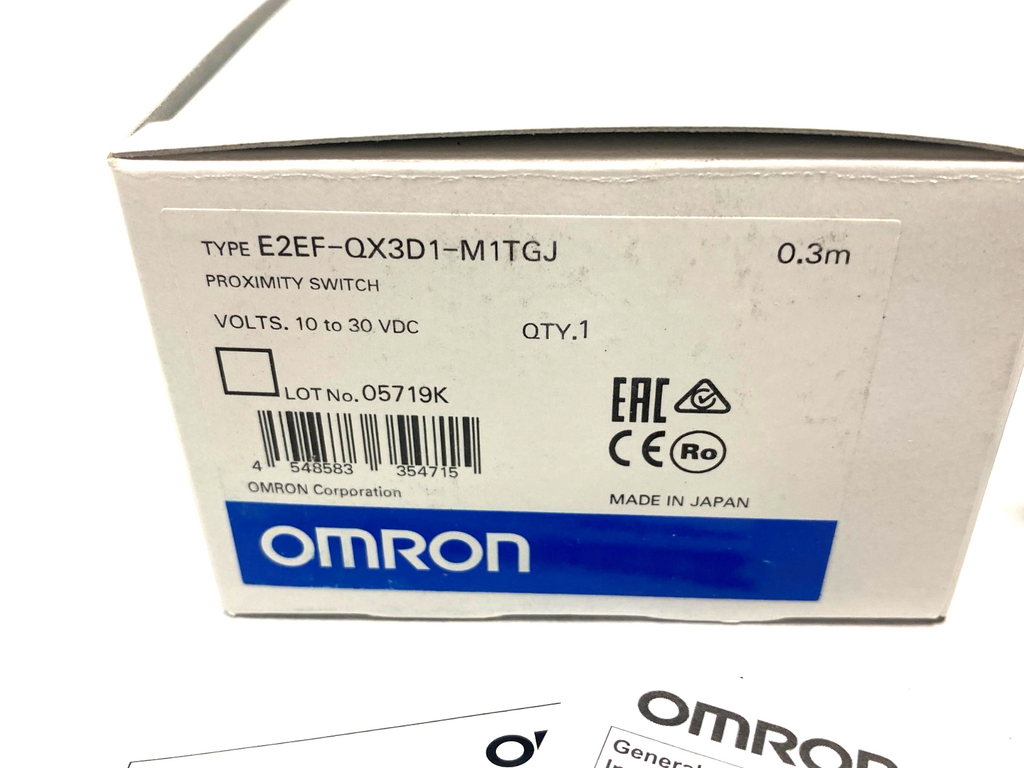 TYPE E2EF-QX3D1-M1TGJ 0.3m
PROXIMITY SWITCH
VOLTS. 10 to 30 VDC QTY.1
LOT No. 05719K
EAC
CE Ro
4 548583 354715
OMRON Corporation
MADE IN JAPAN
OMRON
OMRON
General